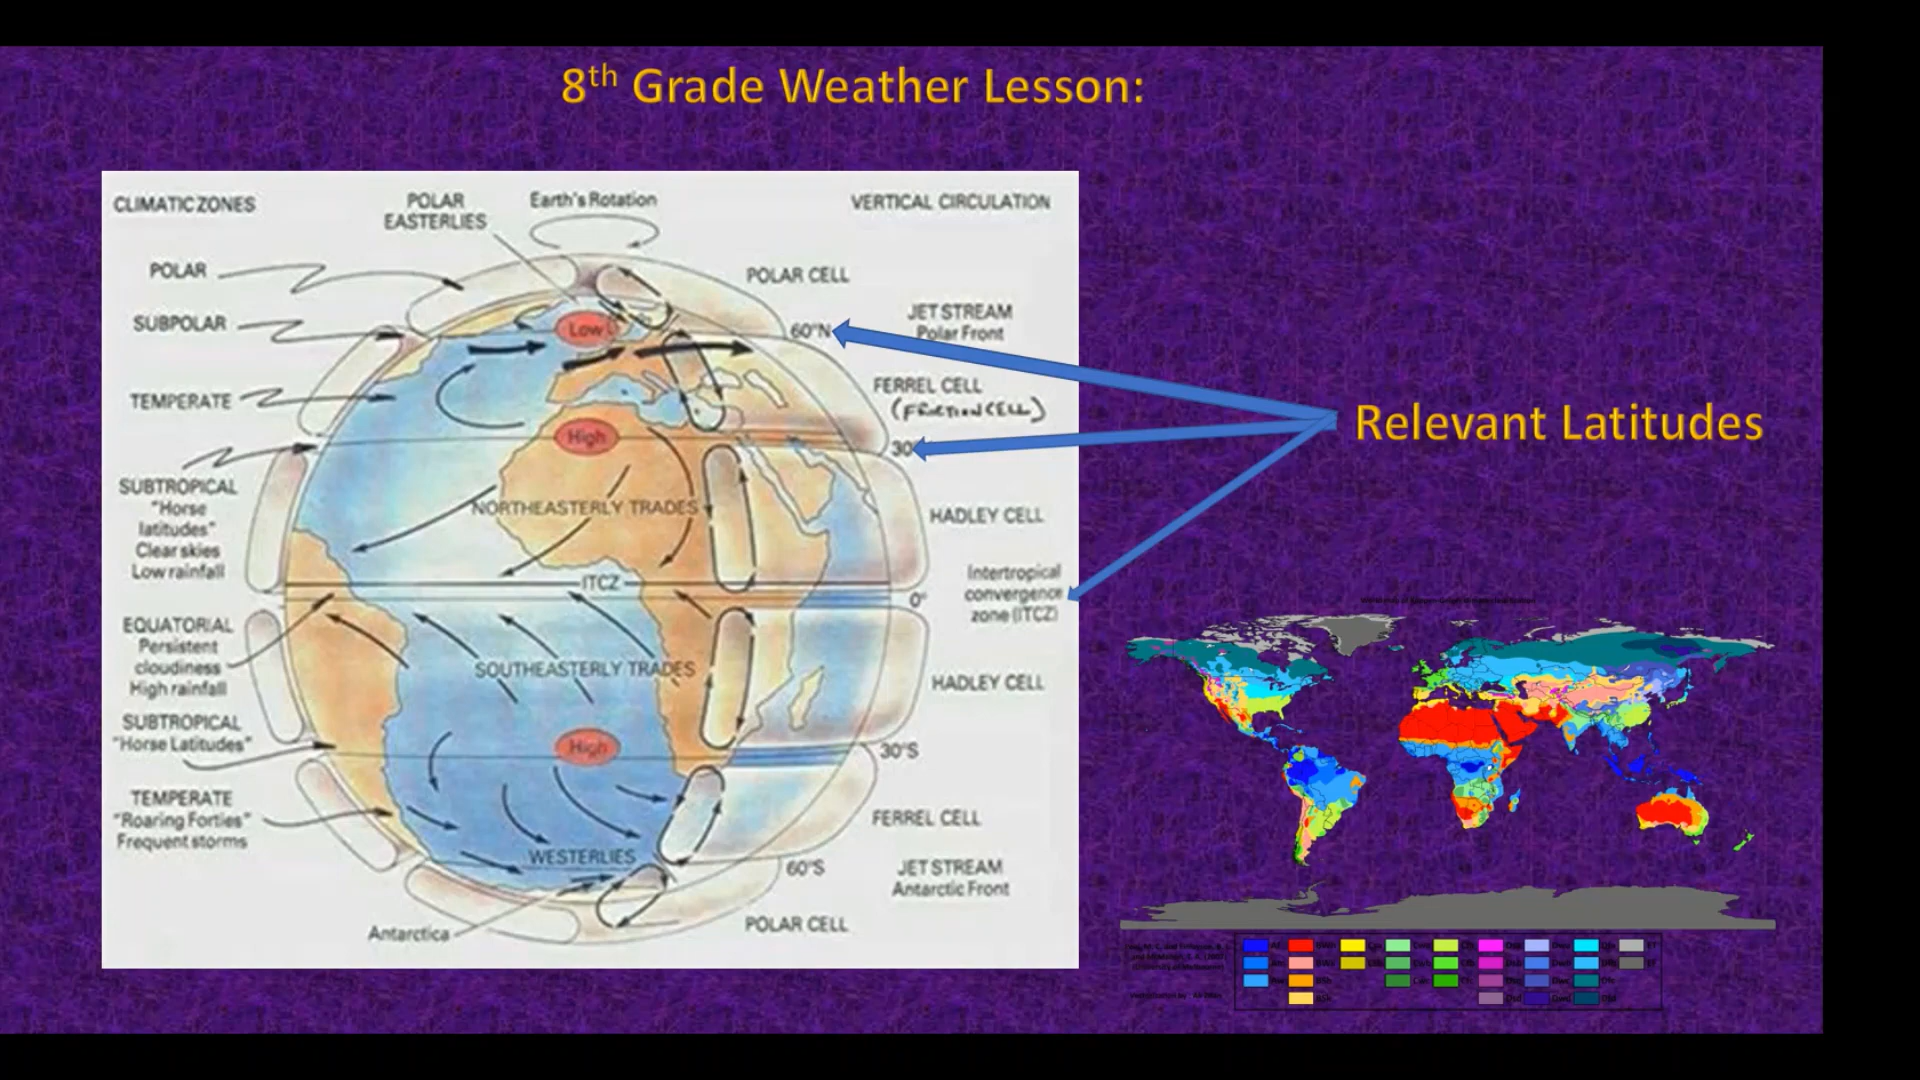 8th Grade Weather Lesson:
CLIMATIC ZONES
POLAR
EASTERLIES
Earth's Rotation
VERTICAL CIRCULATION
POLAR
POLAR CELL
SUBPOLAR
Low
60°N
JET STREAM
Polar Front
TEMPERATE
FERREL CELL
(FRICTION CELL)
Relevant Latitudes
High
30°
SUBTROPICAL
"Horse
latitudes"
Clear skies
Low rainfall
NORTHEASTERLY TRADES
HADLEY CELL
ITCZ
0°
Intertropical
convergence
zone (ITCZ)
EQUATORIAL
Persistent
cloudiness
High rainfall
SOUTHEASTERLY TRADES
HADLEY CELL
SUBTROPICAL
"Horse Latitudes"
High
30°S
TEMPERATE
"Roaring Forties"
Frequent storms
FERREL CELL
WESTERLIES
60°S
JET STREAM
Antarctic Front
Antarctica
POLAR CELL